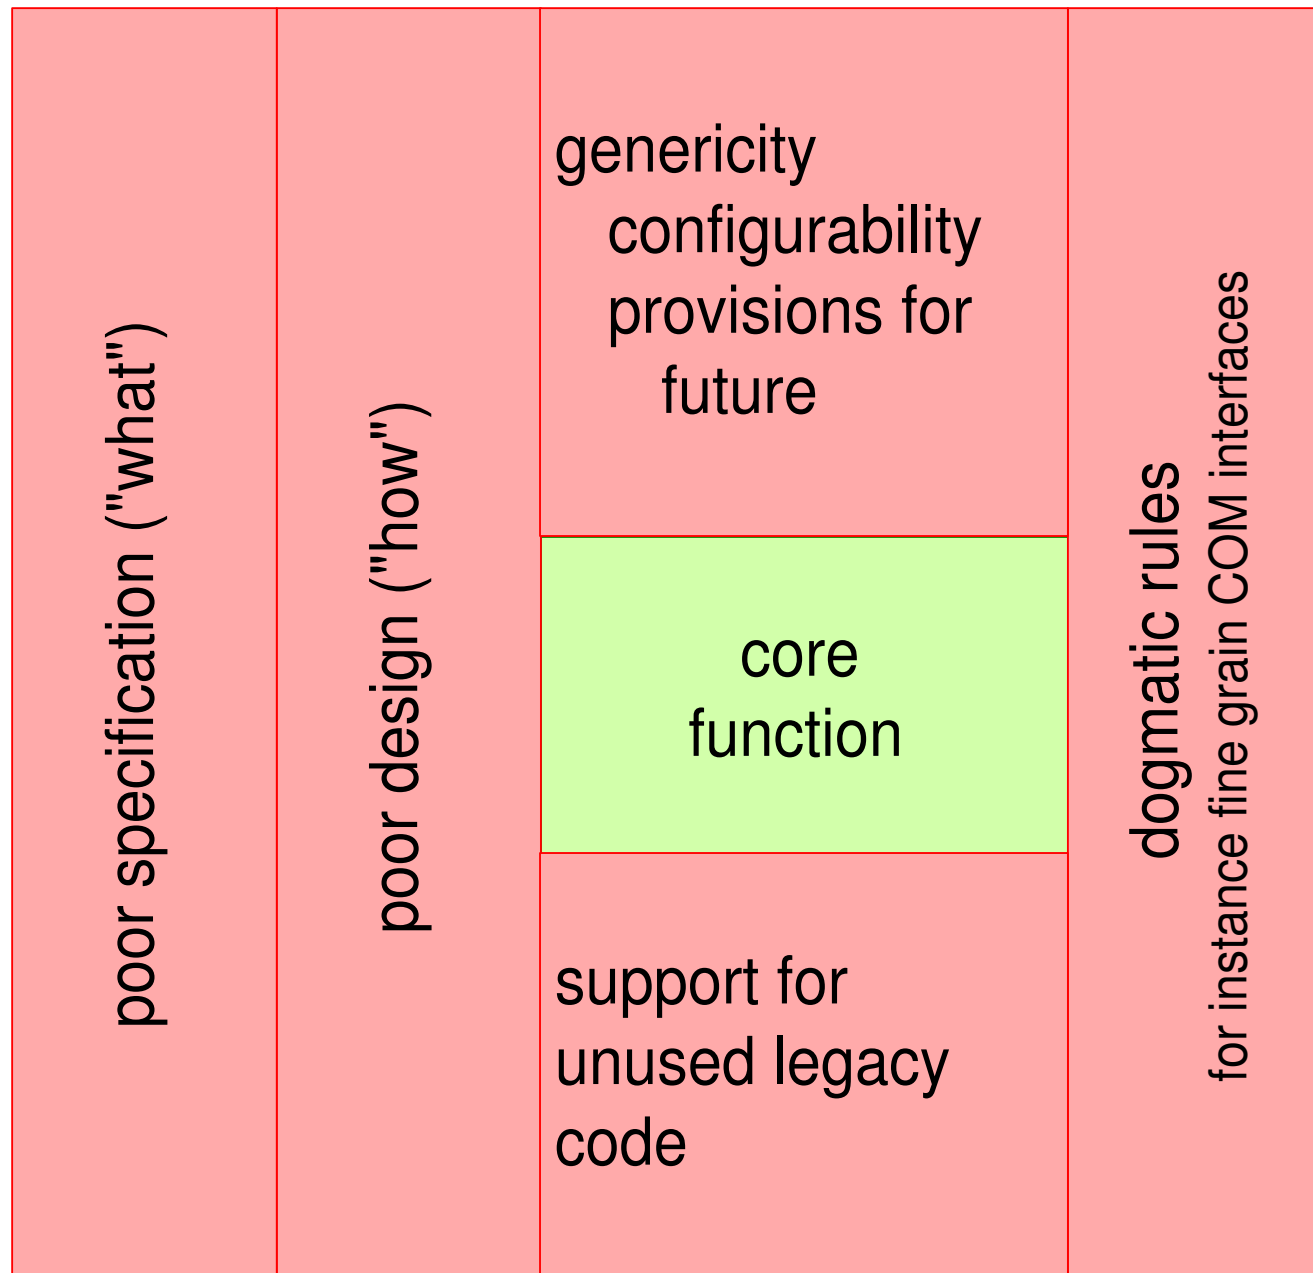 poor specification ("what")
poor design ("how")
genericity
configurability
provisions for
future
core
function
support for
unused legacy
code
dogmatic rules
for instance fine grain COM interfaces